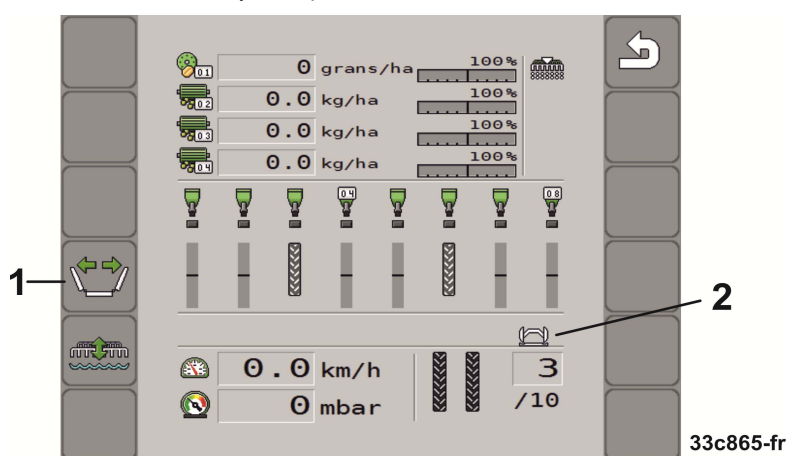 100%
01 0 grans/ha
100%
02 0.0 kg/ha
100%
03 0.0 kg/ha
100%
04 0.0 kg/ha
04 08
1
2
0.0 km/h 3
0 mbar /10
33c865-fr